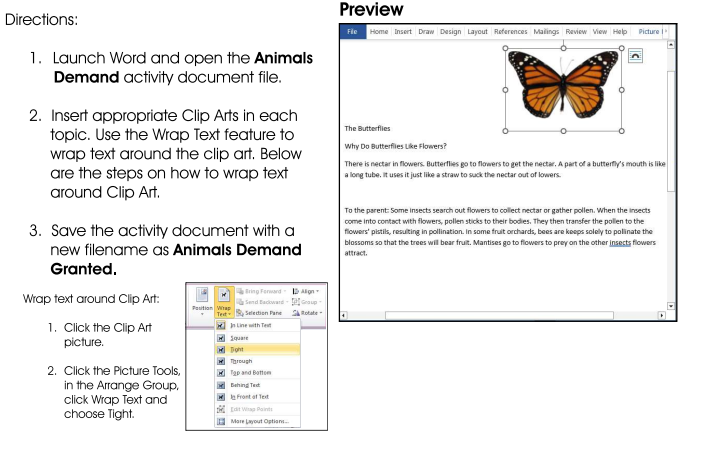 Directions:
1. Launch Word and open the Animals
Demand activity document file.
2. Insert appropriate Clip Arts in each
topic. Use the Wrap Text feature to
wrap text around the clip art. Below
are the steps on how to wrap text
around Clip Art.
3. Save the activity document with a
new filename as Animals Demand
Granted.
Wrap text around Clip Art:
1. Click the Clip Art
picture.
2. Click the Picture Tools,
in the Arrange Group,
click Wrap Text and
choose Tight.
Position
Wrap
Text
Bring Forward
Send Backward
Selection Pane
Align
Group
Rotate
In Line with Text
Square
Tight
Through
Top and Bottom
Behind Text
In Front of Text
Edit Wrap Points
More Layout Options...
Preview
File Home Insert Draw Design Layout References Mailings Review View Help Picture
The Butterflies
Why Do Butterflies Like Flowers?
There is nectar in flowers. Butterflies go to flowers to get the nectar. A part of a butterfly's mouth is like
a long tube. It uses it just like a straw to suck the nectar out of lowers.
To the parent: Some insects search out flowers to collect nectar or gather pollen. When the insects
come into contact with flowers, pollen sticks to their bodies. They then transfer the pollen to the
flowers' pistils, resulting in pollination. In some fruit orchards, bees are keeps solely to pollinate the
blossoms so that the trees will bear fruit. Mantises go to flowers to prey on the other insects flowers
attract.